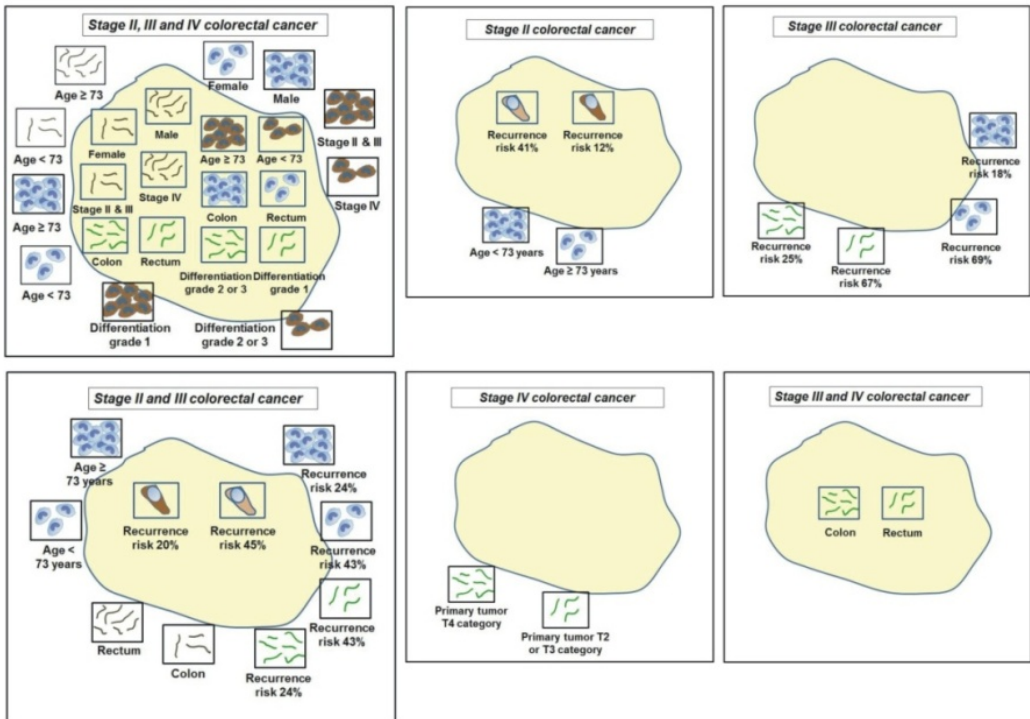 Stage II, III and IV colorectal cancer
Age ≥ 73
Female
Male
Age < 73
Female
Male
Age ≥ 73
Age < 73
Stage II & III
Age ≥ 73
Stage II & III
Stage IV
Colon
Rectum
Stage IV
Age < 73
Colon
Rectum
Differentiation
grade 2 or 3
Differentiation
grade 1
Differentiation
grade 1
Differentiation
grade 2 or 3
Stage II colorectal cancer
Recurrence
risk 41%
Recurrence
risk 12%
Age < 73 years
Age ≥ 73 years
Stage III colorectal cancer
Recurrence
risk 18%
Recurrence
risk 25%
Recurrence
risk 67%
Recurrence
risk 69%
Stage II and III colorectal cancer
Age ≥
73 years
Recurrence
risk 24%
Recurrence
risk 20%
Recurrence
risk 45%
Age <
73 years
Recurrence
risk 43%
Rectum
Colon
Recurrence
risk 43%
Recurrence
risk 24%
Stage IV colorectal cancer
Primary tumor
T4 category
Primary tumor T2
or T3 category
Stage III and IV colorectal cancer
Colon
Rectum